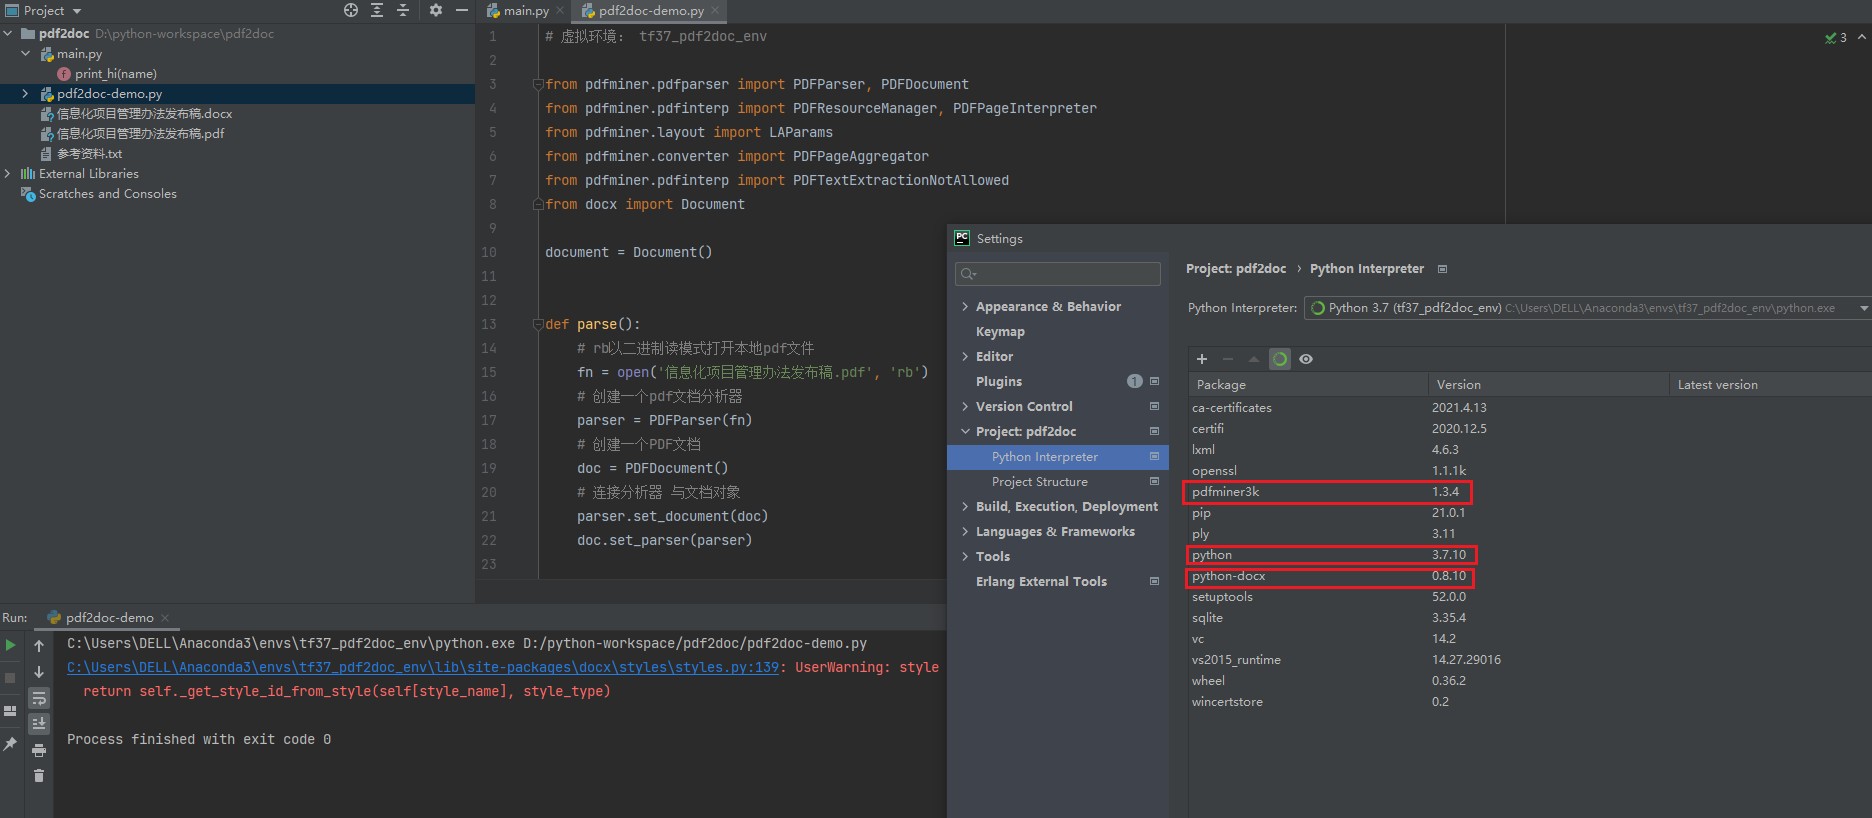 Project
pdf2doc D:\python-workspace\pdf2doc
main.py
print_hi(name)
pdf2doc-demo.py
信息化项目管理办法发布稿.docx
信息化项目管理办法发布稿.pdf
参考资料.txt
External Libraries
Scratches and Consoles
main.py
pdf2doc-demo.py
3
1 # 虚拟环境： tf37_pdf2doc_env
2
3 from pdfminer.pdfparser import PDFParser, PDFDocument
4 from pdfminer.pdfinterp import PDFResourceManager, PDFPageInterpreter
5 from pdfminer.layout import LAParams
6 from pdfminer.converter import PDFPageAggregator
7 from pdfminer.pdfinterp import PDFTextExtractionNotAllowed
8 from docx import Document
9
10 document = Document()
11
12
13 def parse():
14 # rb以二进制读模式打开本地pdf文件
15 fn = open('信息化项目管理办法发布稿.pdf', 'rb')
16 # 创建一个pdf文档分析器
17 parser = PDFParser(fn)
18 # 创建一个PDF文档
19 doc = PDFDocument()
20 # 连接分析器 与文档对象
21 parser.set_document(doc)
22 doc.set_parser(parser)
23
Run: pdf2doc-demo
C:\Users\DELL\Anaconda3\envs\tf37_pdf2doc_env\python.exe D:/python-workspace/pdf2doc/pdf2doc-demo.py
C:\Users\DELL\Anaconda3\envs\tf37_pdf2doc_env\lib\site-packages\docx\styles\styles.py:139: UserWarning: style
return self._get_style_id_from_style(self[style_name], style_type)
Process finished with exit code 0
PC Settings
Appearance & Behavior
Keymap
Editor
Plugins 1
Version Control
Project: pdf2doc
Python Interpreter
Project Structure
Build, Execution, Deployment
Languages & Frameworks
Tools
Erlang External Tools
Project: pdf2doc › Python Interpreter
Python Interpreter: Python 3.7 (tf37_pdf2doc_env) C:\Users\DELL\Anaconda3\envs\tf37_pdf2doc_env\python.exe
Package Version Latest version
ca-certificates 2021.4.13
certifi 2020.12.5
lxml 4.6.3
openssl 1.1.1k
pdfminer3k 1.3.4
pip 21.0.1
ply 3.11
python 3.7.10
python-docx 0.8.10
setuptools 52.0.0
sqlite 3.35.4
vc 14.2
vs2015_runtime 14.27.29016
wheel 0.36.2
wincertstore 0.2